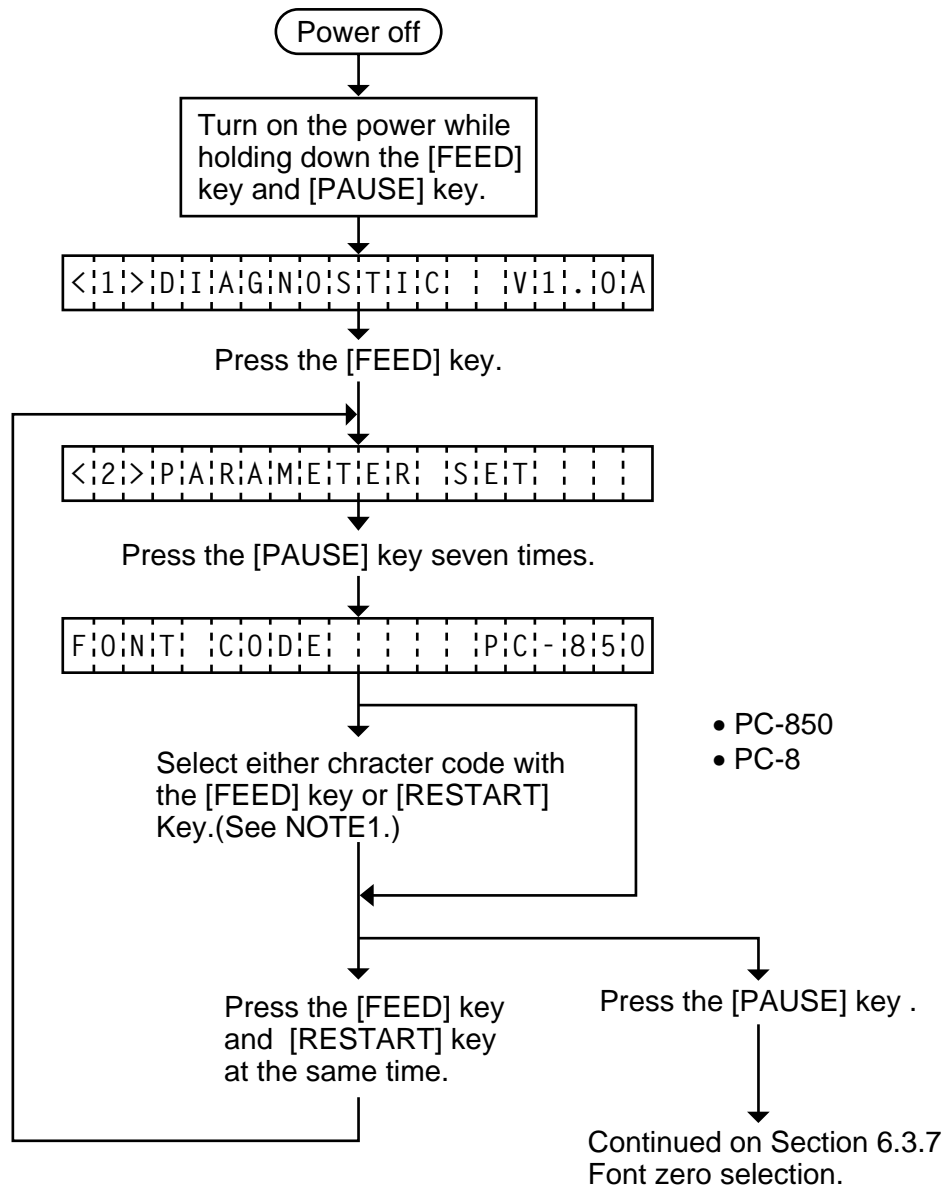 Power off
Turn on the power while
holding down the [FEED]
key and [PAUSE] key.
<1>DIAGNOSTIC  V1.0A
Press the [FEED] key.
<2>PARAMETER SET
Press the [PAUSE] key seven times.
FONT CODE     PC-850
• PC-850
• PC-8
Select either chracter code with
the [FEED] key or [RESTART]
Key.(See NOTE1.)
Press the [FEED] key
and [RESTART] key
at the same time.
Press the [PAUSE] key .
Continued on Section 6.3.7
Font zero selection.